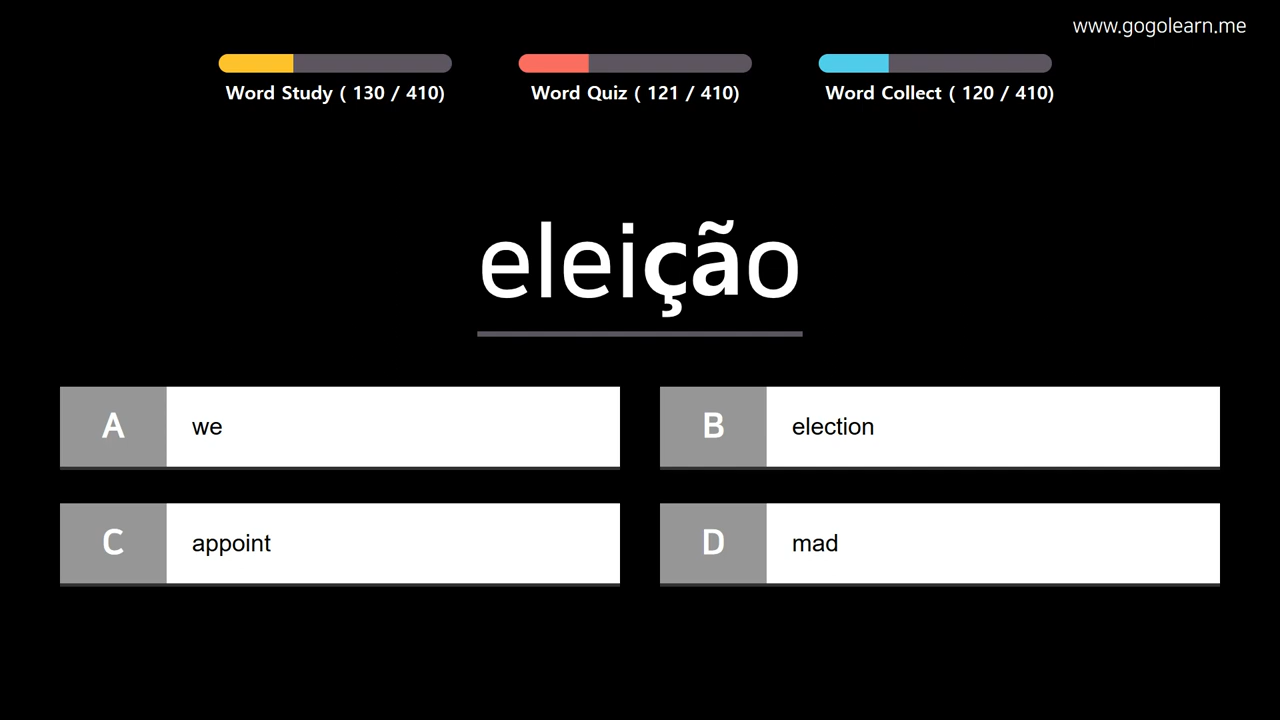 www.gogolearn.me
Word Study ( 130 / 410)
Word Quiz ( 121 / 410)
Word Collect ( 120 / 410)
eleição
A we
B election
C appoint
D mad